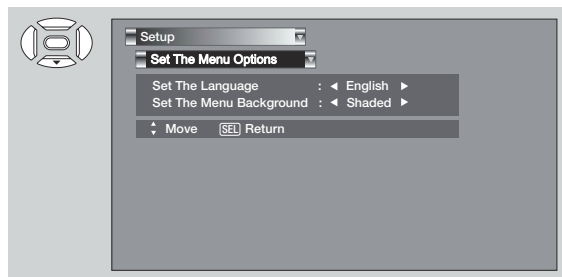 Setup
Set The Menu Options
Set The Language : ◄ English ►
Set The Menu Background : ◄ Shaded ►
Move SEL Return